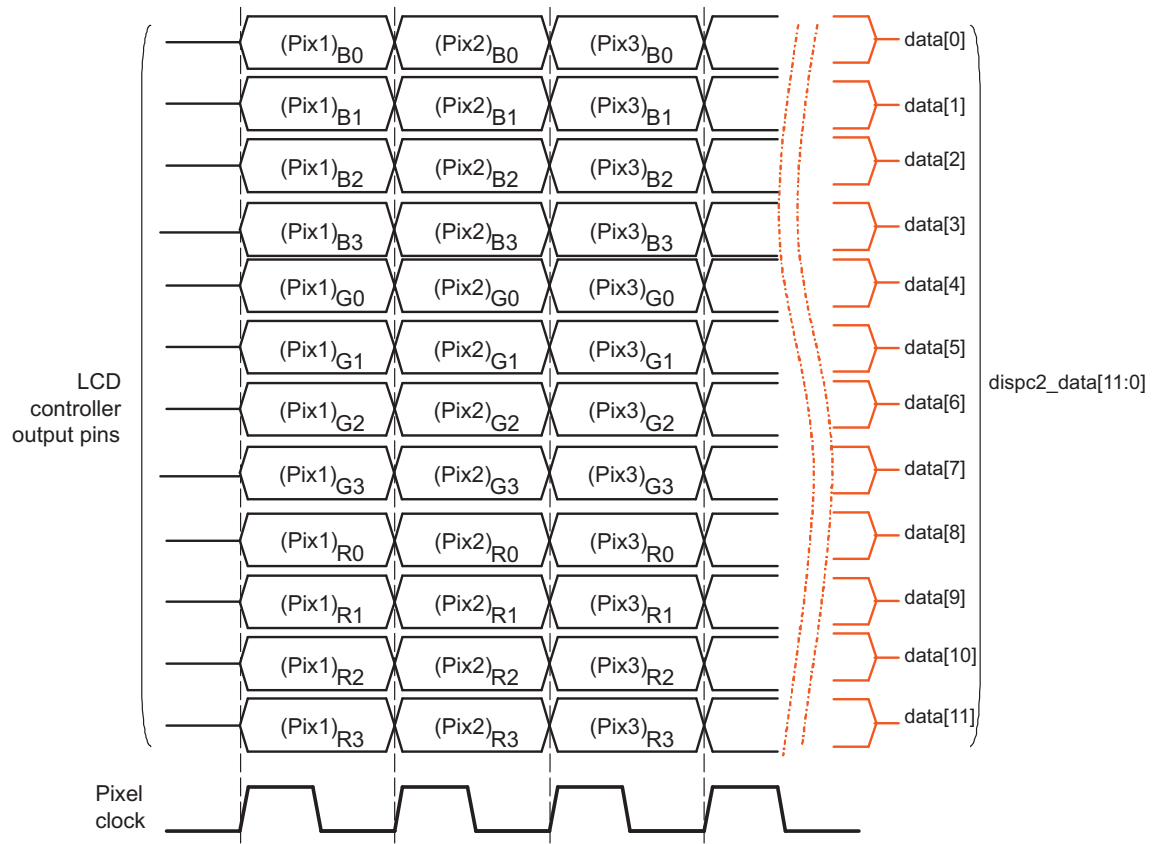 (Pix1)B0 (Pix2)B0 (Pix3)B0 data[0]
(Pix1)B1 (Pix2)B1 (Pix3)B1 data[1]
(Pix1)B2 (Pix2)B2 (Pix3)B2 data[2]
(Pix1)B3 (Pix2)B3 (Pix3)B3 data[3]
(Pix1)G0 (Pix2)G0 (Pix3)G0 data[4]
(Pix1)G1 (Pix2)G1 (Pix3)G1 data[5]
LCD
controller
output pins
dispc2_data[11:0]
(Pix1)G2 (Pix2)G2 (Pix3)G2 data[6]
(Pix1)G3 (Pix2)G3 (Pix3)G3 data[7]
(Pix1)R0 (Pix2)R0 (Pix3)R0 data[8]
(Pix1)R1 (Pix2)R1 (Pix3)R1 data[9]
(Pix1)R2 (Pix2)R2 (Pix3)R2 data[10]
(Pix1)R3 (Pix2)R3 (Pix3)R3 data[11]
Pixel
clock